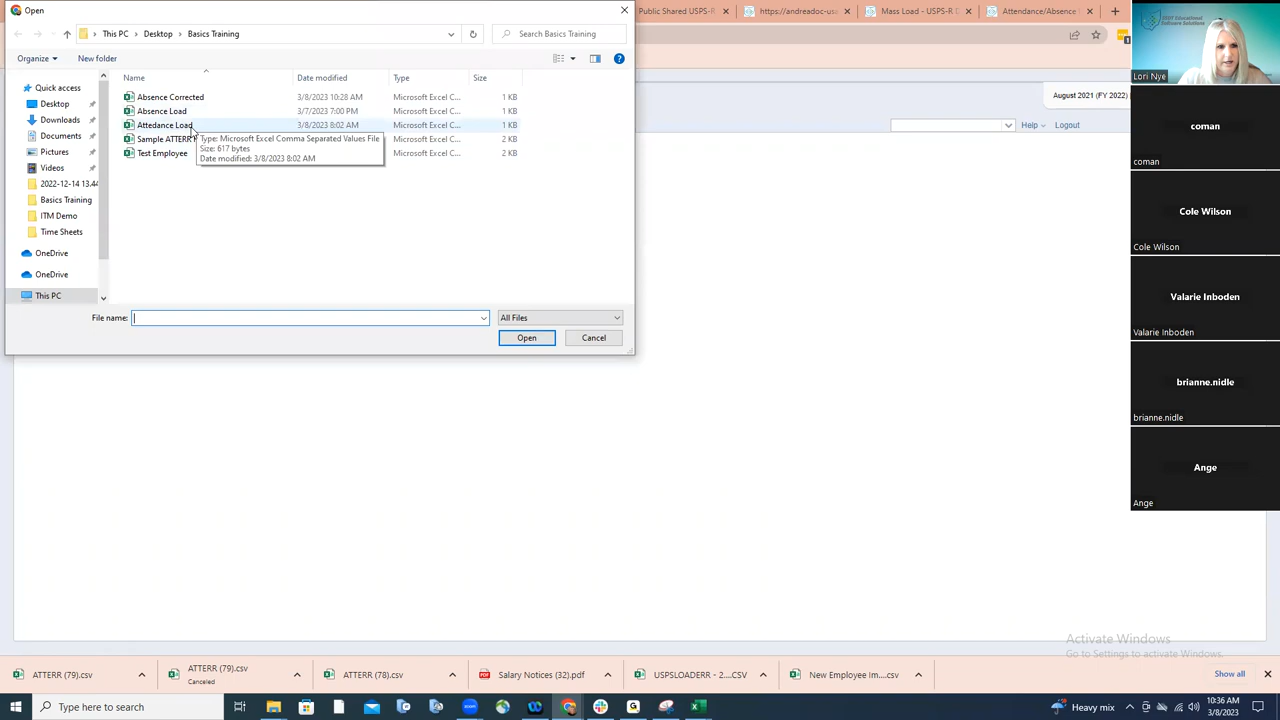 Open
Public Shared USPS-
https://andreadoc-usa
Mass Load - USPS-R D
Attendance/Absence
This PC
Desktop
Basics Training
Search Basics Training
Organize
New folder
Lori Nye
Name
Date modified
Type
Size
August 2021 (FY 2022)
Help
Logout
Quick access
Desktop
Downloads
Documents
Pictures
Videos
2022-12-14 13.44
Basics Training
ITM Demo
Time Sheets
OneDrive
OneDrive
This PC
Absence Corrected 3/8/2023 10:28 AM Microsoft Excel C... 1 KB
Absence Load 3/7/2023 7:00 PM Microsoft Excel C... 1 KB
Attedance Load 3/8/2023 8:02 AM Microsoft Excel C... 1 KB
Sample ATTERR Microsoft Excel C... 2 KB
Test Employee Microsoft Excel C... 2 KB
Type: Microsoft Excel Comma Separated Values File
Size: 617 bytes
Date modified: 3/8/2023 8:02 AM
File name:
All Files
Open
Cancel
coman
coman
Cole Wilson
Cole Wilson
Valarie Inboden
Valarie Inboden
brianne.nidle
brianne.nidle
Ange
Ange
Activate Windows
Go to Settings to activate Windows.
ATTERR (79).csv
ATTERR (79).csv
Canceled
ATTERR (78).csv
Salary Notices (32).pdf
USPSLOADERR - 2....CSV
New Employee Im....csv
Show all
Type here to search
Heavy mix
10:36 AM
3/8/2023